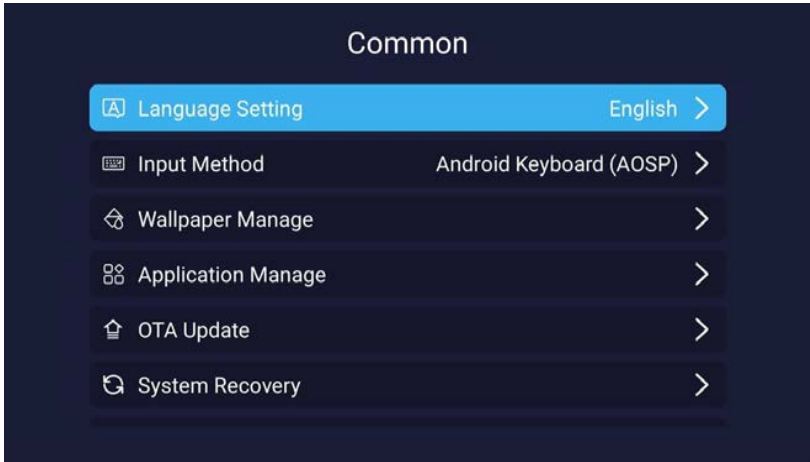 Common
Language Setting English
Input Method Android Keyboard (AOSP)
Wallpaper Manage
Application Manage
OTA Update
System Recovery